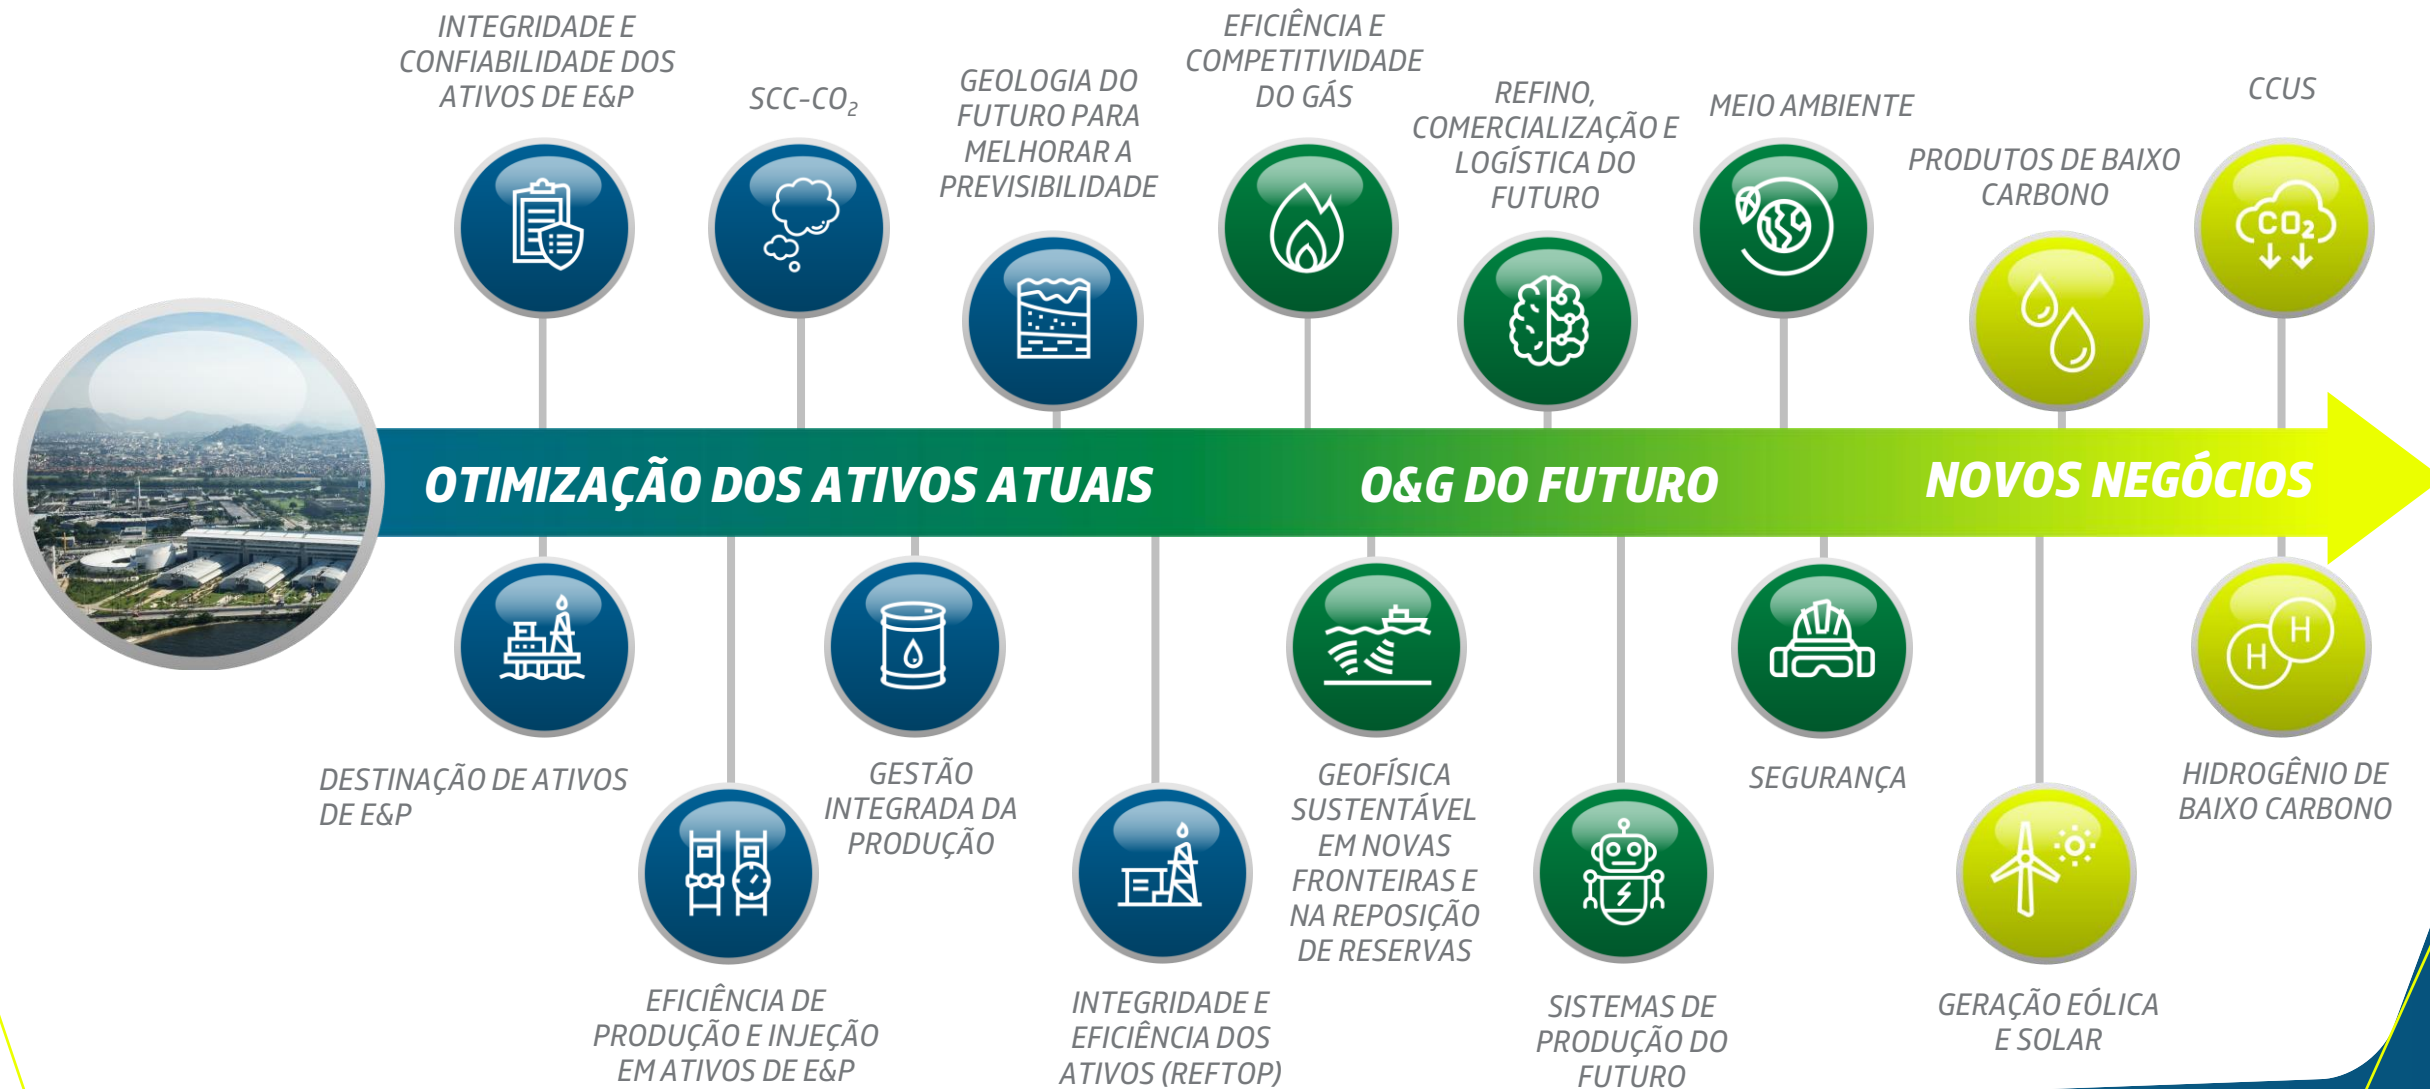 INTEGRIDADE E
CONFIABILIDADE DOS
ATIVOS DE E&P
SCC-CO₂
GEOLOGIA DO
FUTURO PARA
MELHORAR A
PREVISIBILIDADE
EFICIÊNCIA E
COMPETITIVIDADE
DO GÁS
REFINO,
COMERCIALIZAÇÃO E
LOGÍSTICA DO
FUTURO
MEIO AMBIENTE
PRODUTOS DE BAIXO
CARBONO
CCUS
CO₂
OTIMIZAÇÃO DOS ATIVOS ATUAIS
O&G DO FUTURO
NOVOS NEGÓCIOS
H
H
DESTINAÇÃO DE ATIVOS
DE E&P
EFICIÊNCIA DE
PRODUÇÃO E INJEÇÃO
EM ATIVOS DE E&P
GESTÃO
INTEGRADA DA
PRODUÇÃO
INTEGRIDADE E
EFICIÊNCIA DOS
ATIVOS (REFTOP)
GEOFÍSICA
SUSTENTÁVEL
EM NOVAS
FRONTEIRAS E
NA REPOSIÇÃO
DE RESERVAS
SISTEMAS DE
PRODUÇÃO DO
FUTURO
SEGURANÇA
GERAÇÃO EÓLICA
E SOLAR
HIDROGÊNIO DE
BAIXO CARBONO